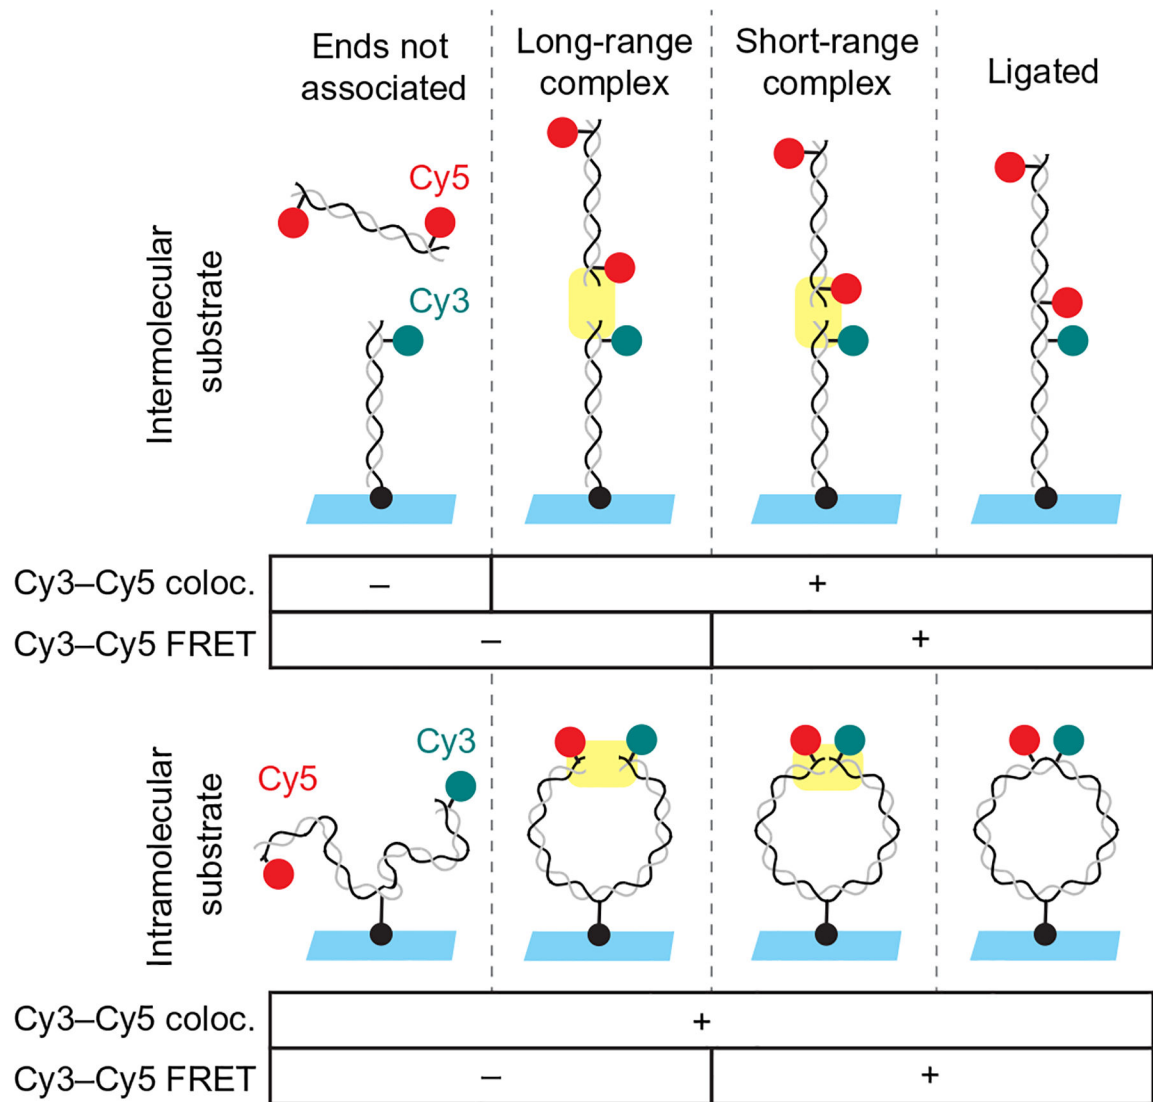 Ends not
associated
Long-range
complex
Short-range
complex
Ligated
Intermolecular
substrate
Cy5
Cy3
Cy3–Cy5 coloc.
–
+
Cy3–Cy5 FRET
–
+
Intramolecular
substrate
Cy5
Cy3
Cy3–Cy5 coloc.
+
Cy3–Cy5 FRET
–
+